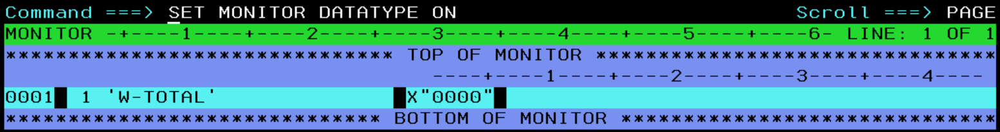 Command ===> SET MONITOR DATATYPE ON Scroll ===> PAGE
MONITOR -+----1----+----2----+----3----+----4----+----5----+----6- LINE: 1 OF 1
******************************* TOP OF MONITOR ********************************
----+----1----+----2----+----3----+----4----
0001 1 'W-TOTAL' X"0000"
****************************** BOTTOM OF MONITOR ******************************